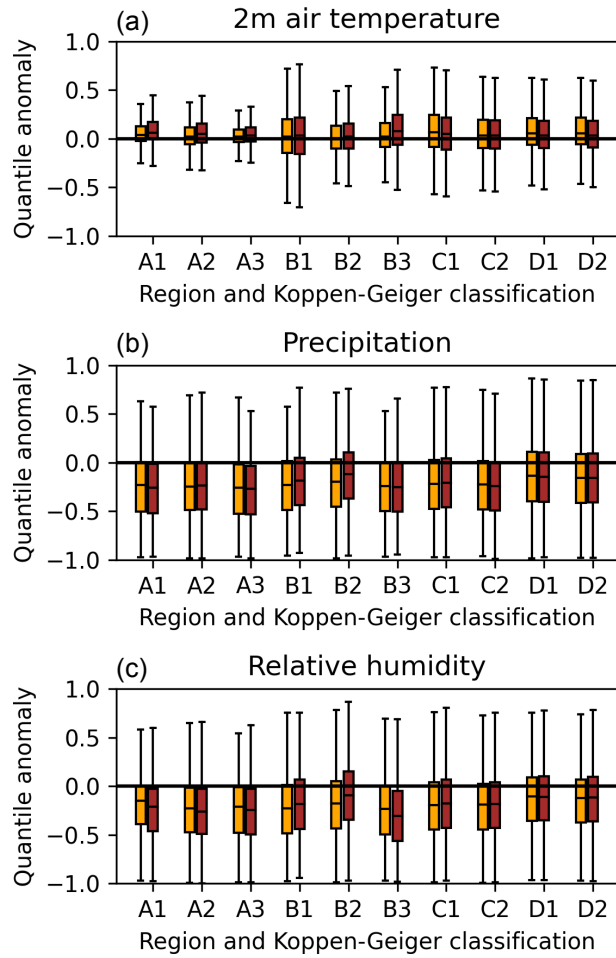 (a) 2m air temperature
Quantile anomaly
1.0
0.5
0.0
−0.5
−1.0
A1 A2 A3 B1 B2 B3 C1 C2 D1 D2
Region and Koppen-Geiger classification
(b) Precipitation
Quantile anomaly
1.0
0.5
0.0
−0.5
−1.0
A1 A2 A3 B1 B2 B3 C1 C2 D1 D2
Region and Koppen-Geiger classification
(c) Relative humidity
Quantile anomaly
1.0
0.5
0.0
−0.5
−1.0
A1 A2 A3 B1 B2 B3 C1 C2 D1 D2
Region and Koppen-Geiger classification